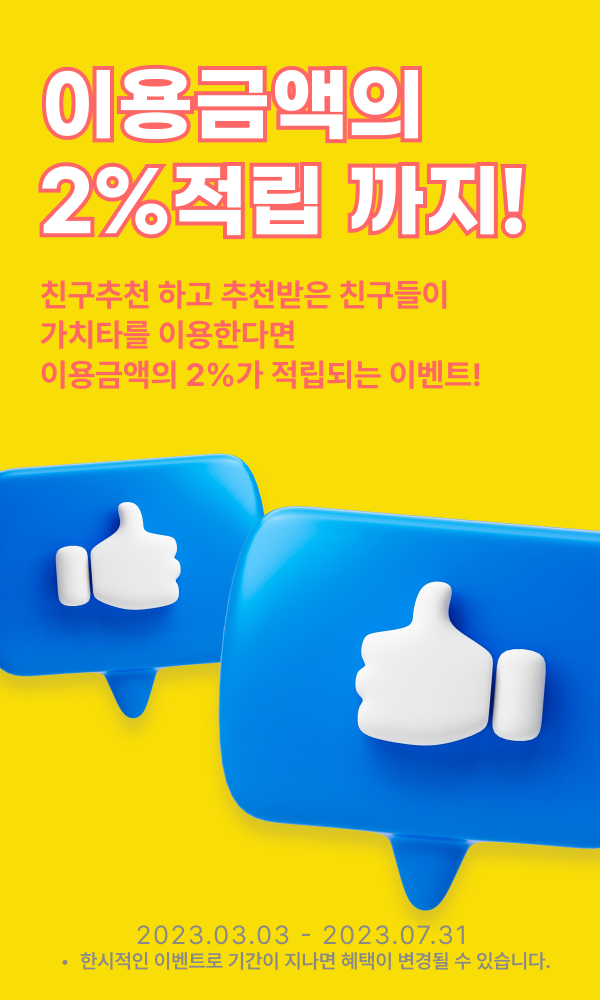 이용금액의
2%적립 까지!
친구추천 하고 추천받은 친구들이
가치타를 이용한다면
이용금액의 2%가 적립되는 이벤트!
2023.03.03 - 2023.07.31
• 한시적인 이벤트로 기간이 지나면 혜택이 변경될 수 있습니다.